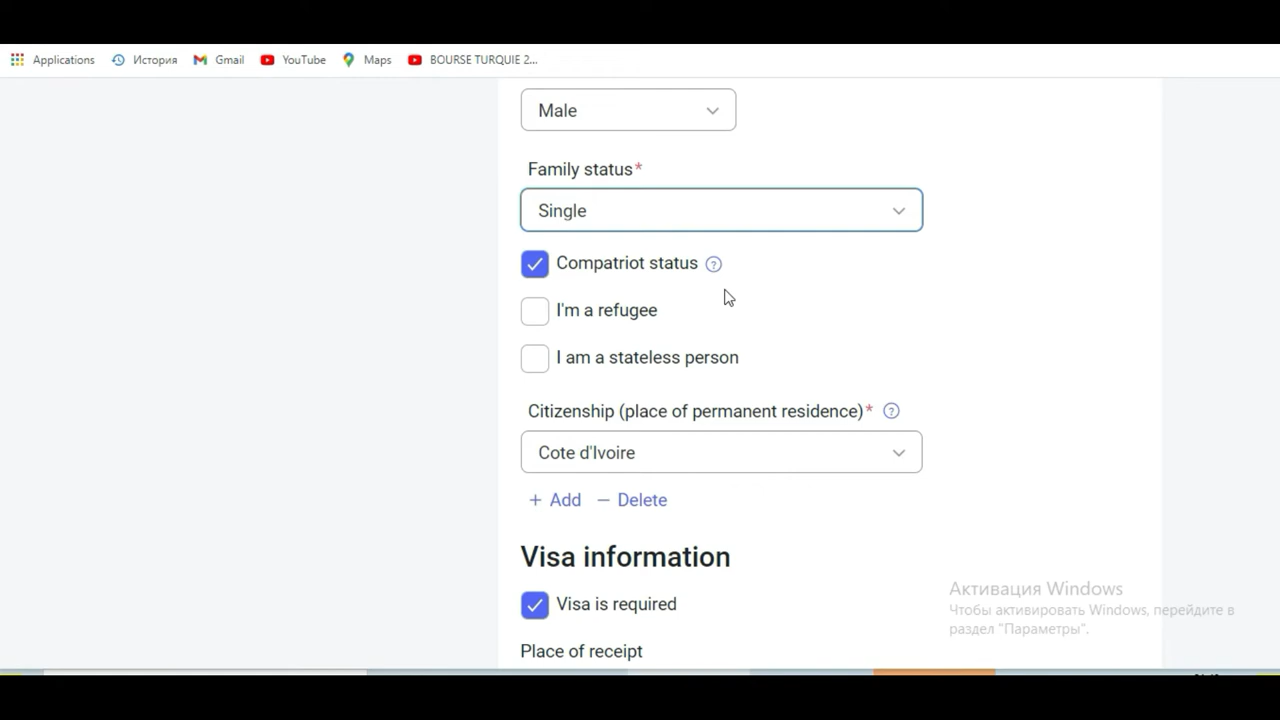 Applications История Gmail YouTube Maps BOURSE TURQUIE 2...
Male
Family status*
Single
Compatriot status ?
I'm a refugee
I am a stateless person
Citizenship (place of permanent residence)* ?
Cote d'Ivoire
+ Add − Delete
Visa information
Visa is required
Активация Windows
Чтобы активировать Windows, перейдите в
раздел "Параметры".
Place of receipt